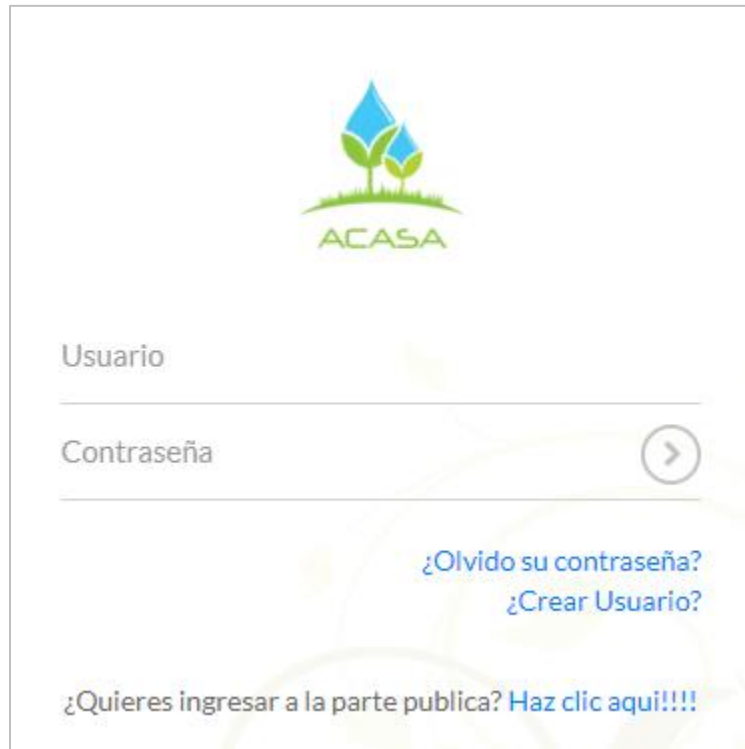 ACASA
Usuario
Contraseña
¿Olvido su contraseña?
¿Crear Usuario?
¿Quieres ingresar a la parte publica? Haz clic aqui!!!!